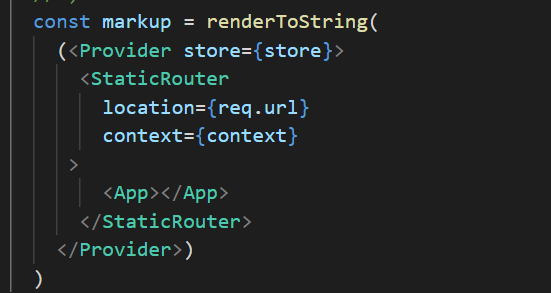 const markup = renderToString(
(<Provider store={store}>
<StaticRouter
location={req.url}
context={context}
>
<App></App>
</StaticRouter>
</Provider>)
)